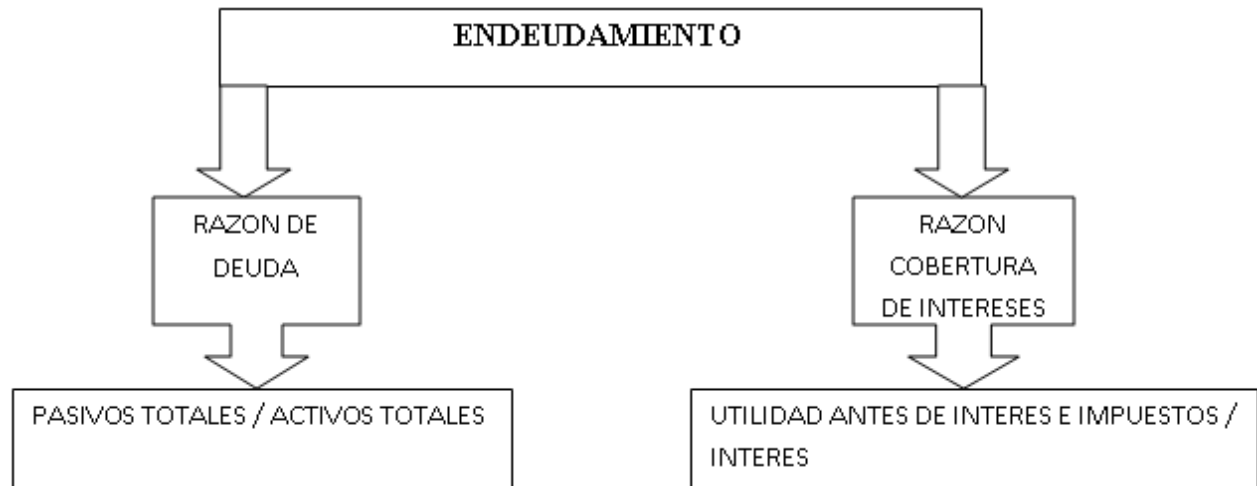 ENDEUDAMIENTO
RAZON DE
DEUDA
RAZON
COBERTURA
DE INTERESES
PASIVOS TOTALES / ACTIVOS TOTALES
UTILIDAD ANTES DE INTERES E IMPUESTOS /
INTERES